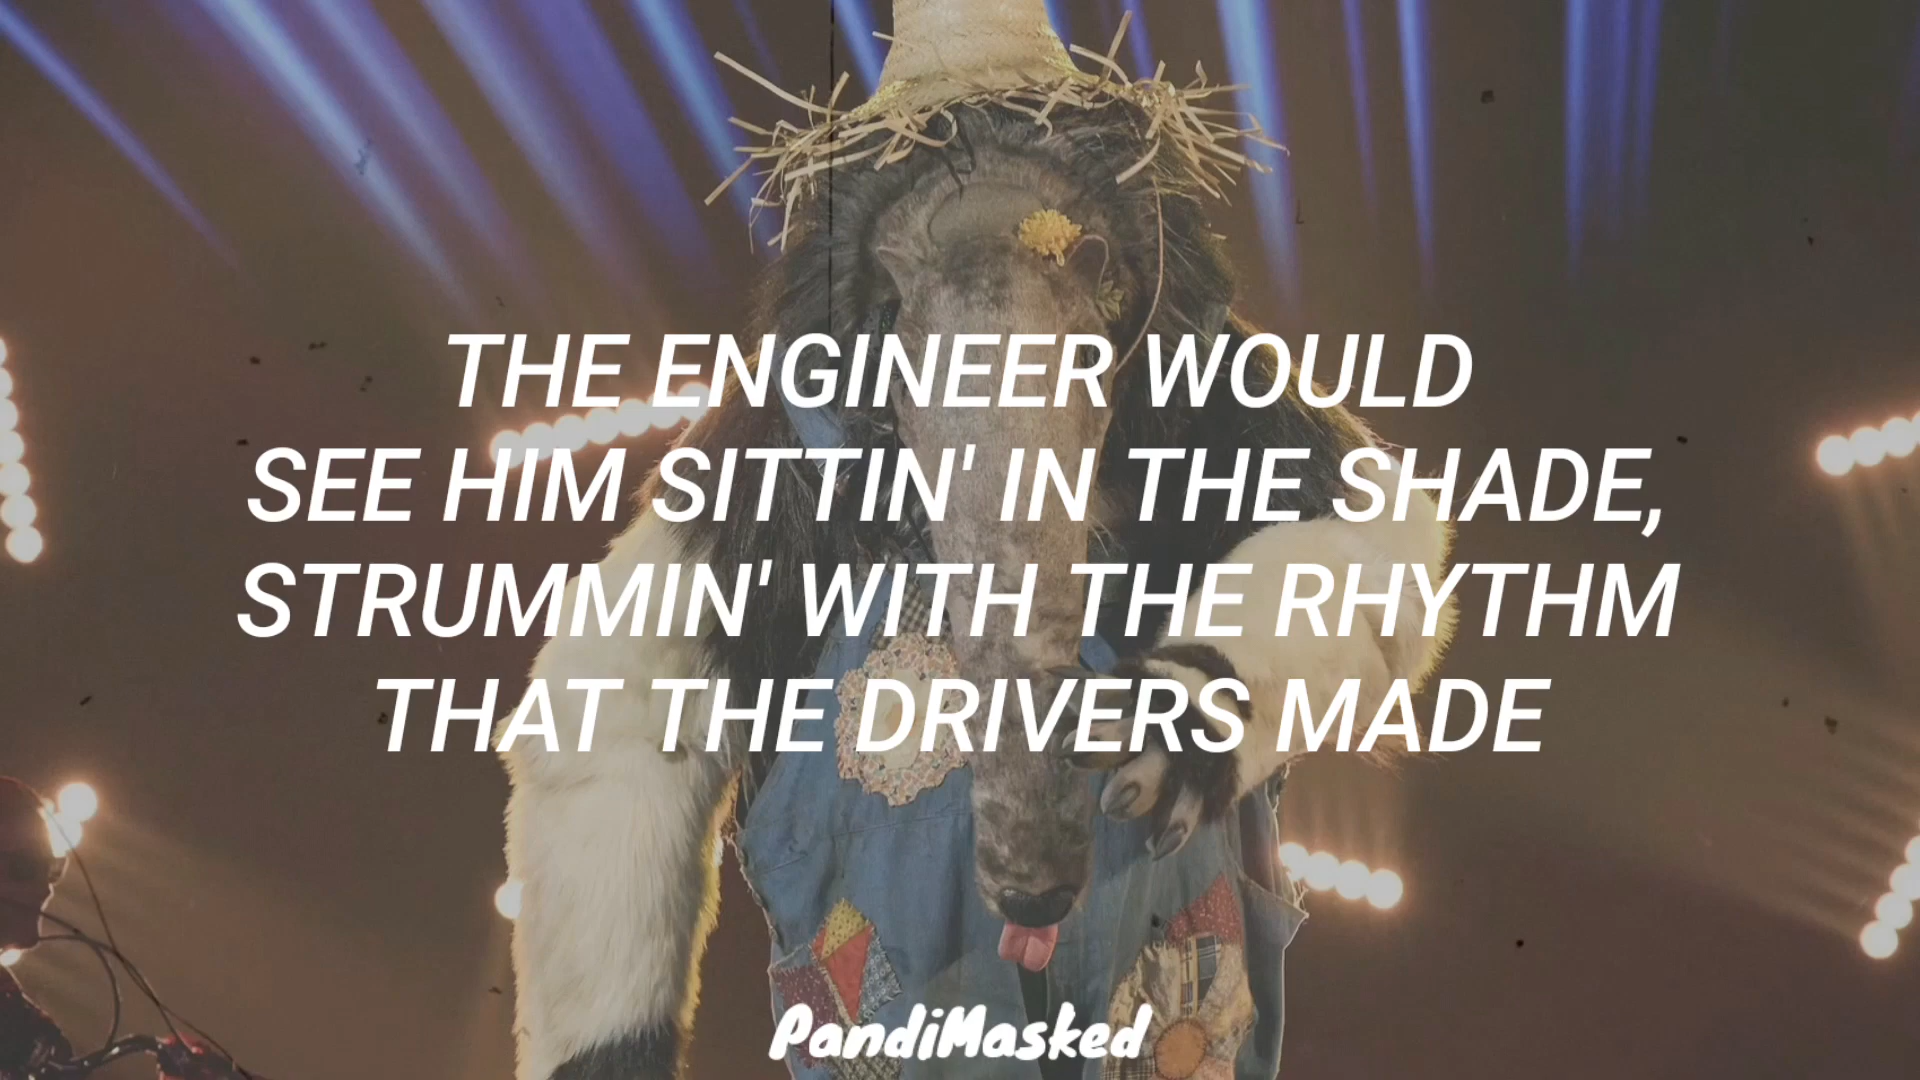 THE ENGINEER WOULD
SEE HIM SITTIN' IN THE SHADE,
STRUMMIN' WITH THE RHYTHM
THAT THE DRIVERS MADE
PandiMasked